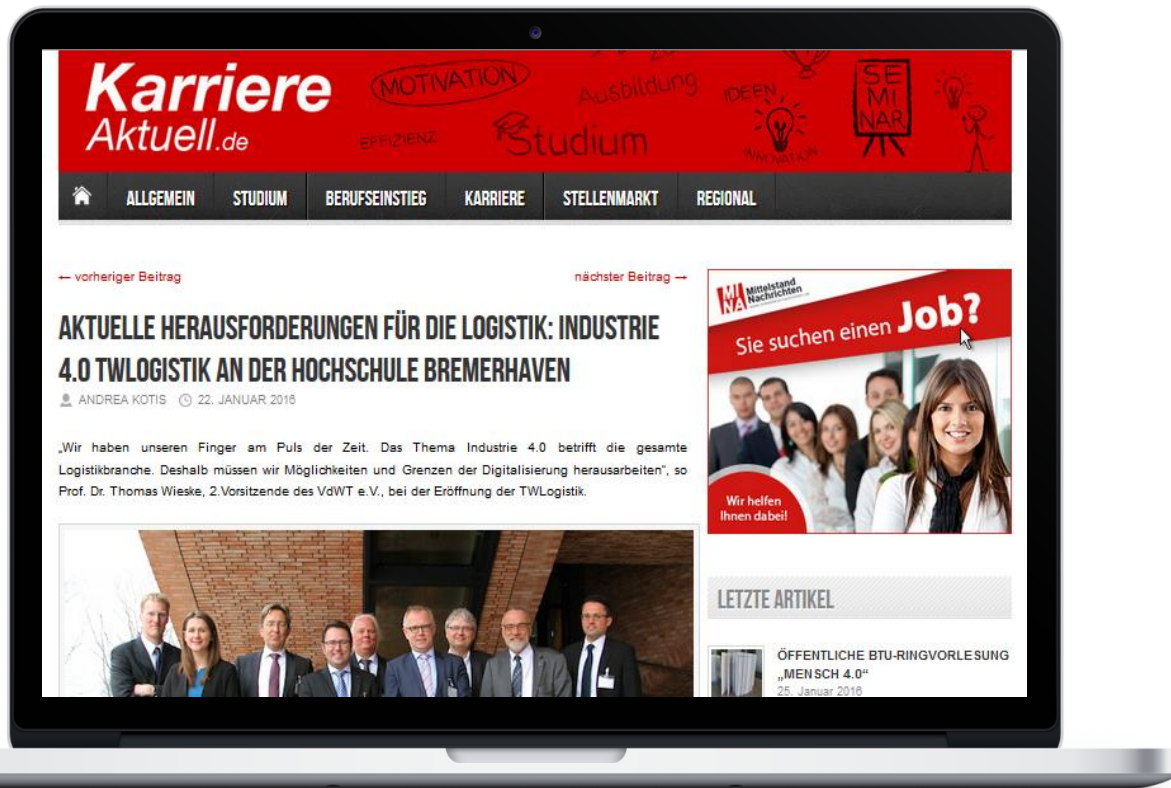 Karriere
Aktuell.de
MOTIVATION
EFFIZIENZ
Ausbildung
Studium
IDEEN
INNOVATION
SE
MI
NAR
ALLGEMEIN STUDIUM BERUFSEINSTIEG KARRIERE STELLENMARKT REGIONAL
← vorheriger Beitrag nächster Beitrag →
AKTUELLE HERAUSFORDERUNGEN FÜR DIE LOGISTIK: INDUSTRIE
4.0 TWLOGISTIK AN DER HOCHSCHULE BREMERHAVEN
ANDREA KOTIS 22. JANUAR 2016
„Wir haben unseren Finger am Puls der Zeit. Das Thema Industrie 4.0 betrifft die gesamte
Logistikbranche. Deshalb müssen wir Möglichkeiten und Grenzen der Digitalisierung herausarbeiten", so
Prof. Dr. Thomas Wieske, 2.Vorsitzende des VdWT e.V., bei der Eröffnung der TWLogistik.
MI
NA
Mittelstand
Nachrichten
Sie suchen einen Job?
Wir helfen
Ihnen dabei!
LETZTE ARTIKEL
ÖFFENTLICHE BTU-RINGVORLESUNG
„MENSCH 4.0“
25. Januar 2016